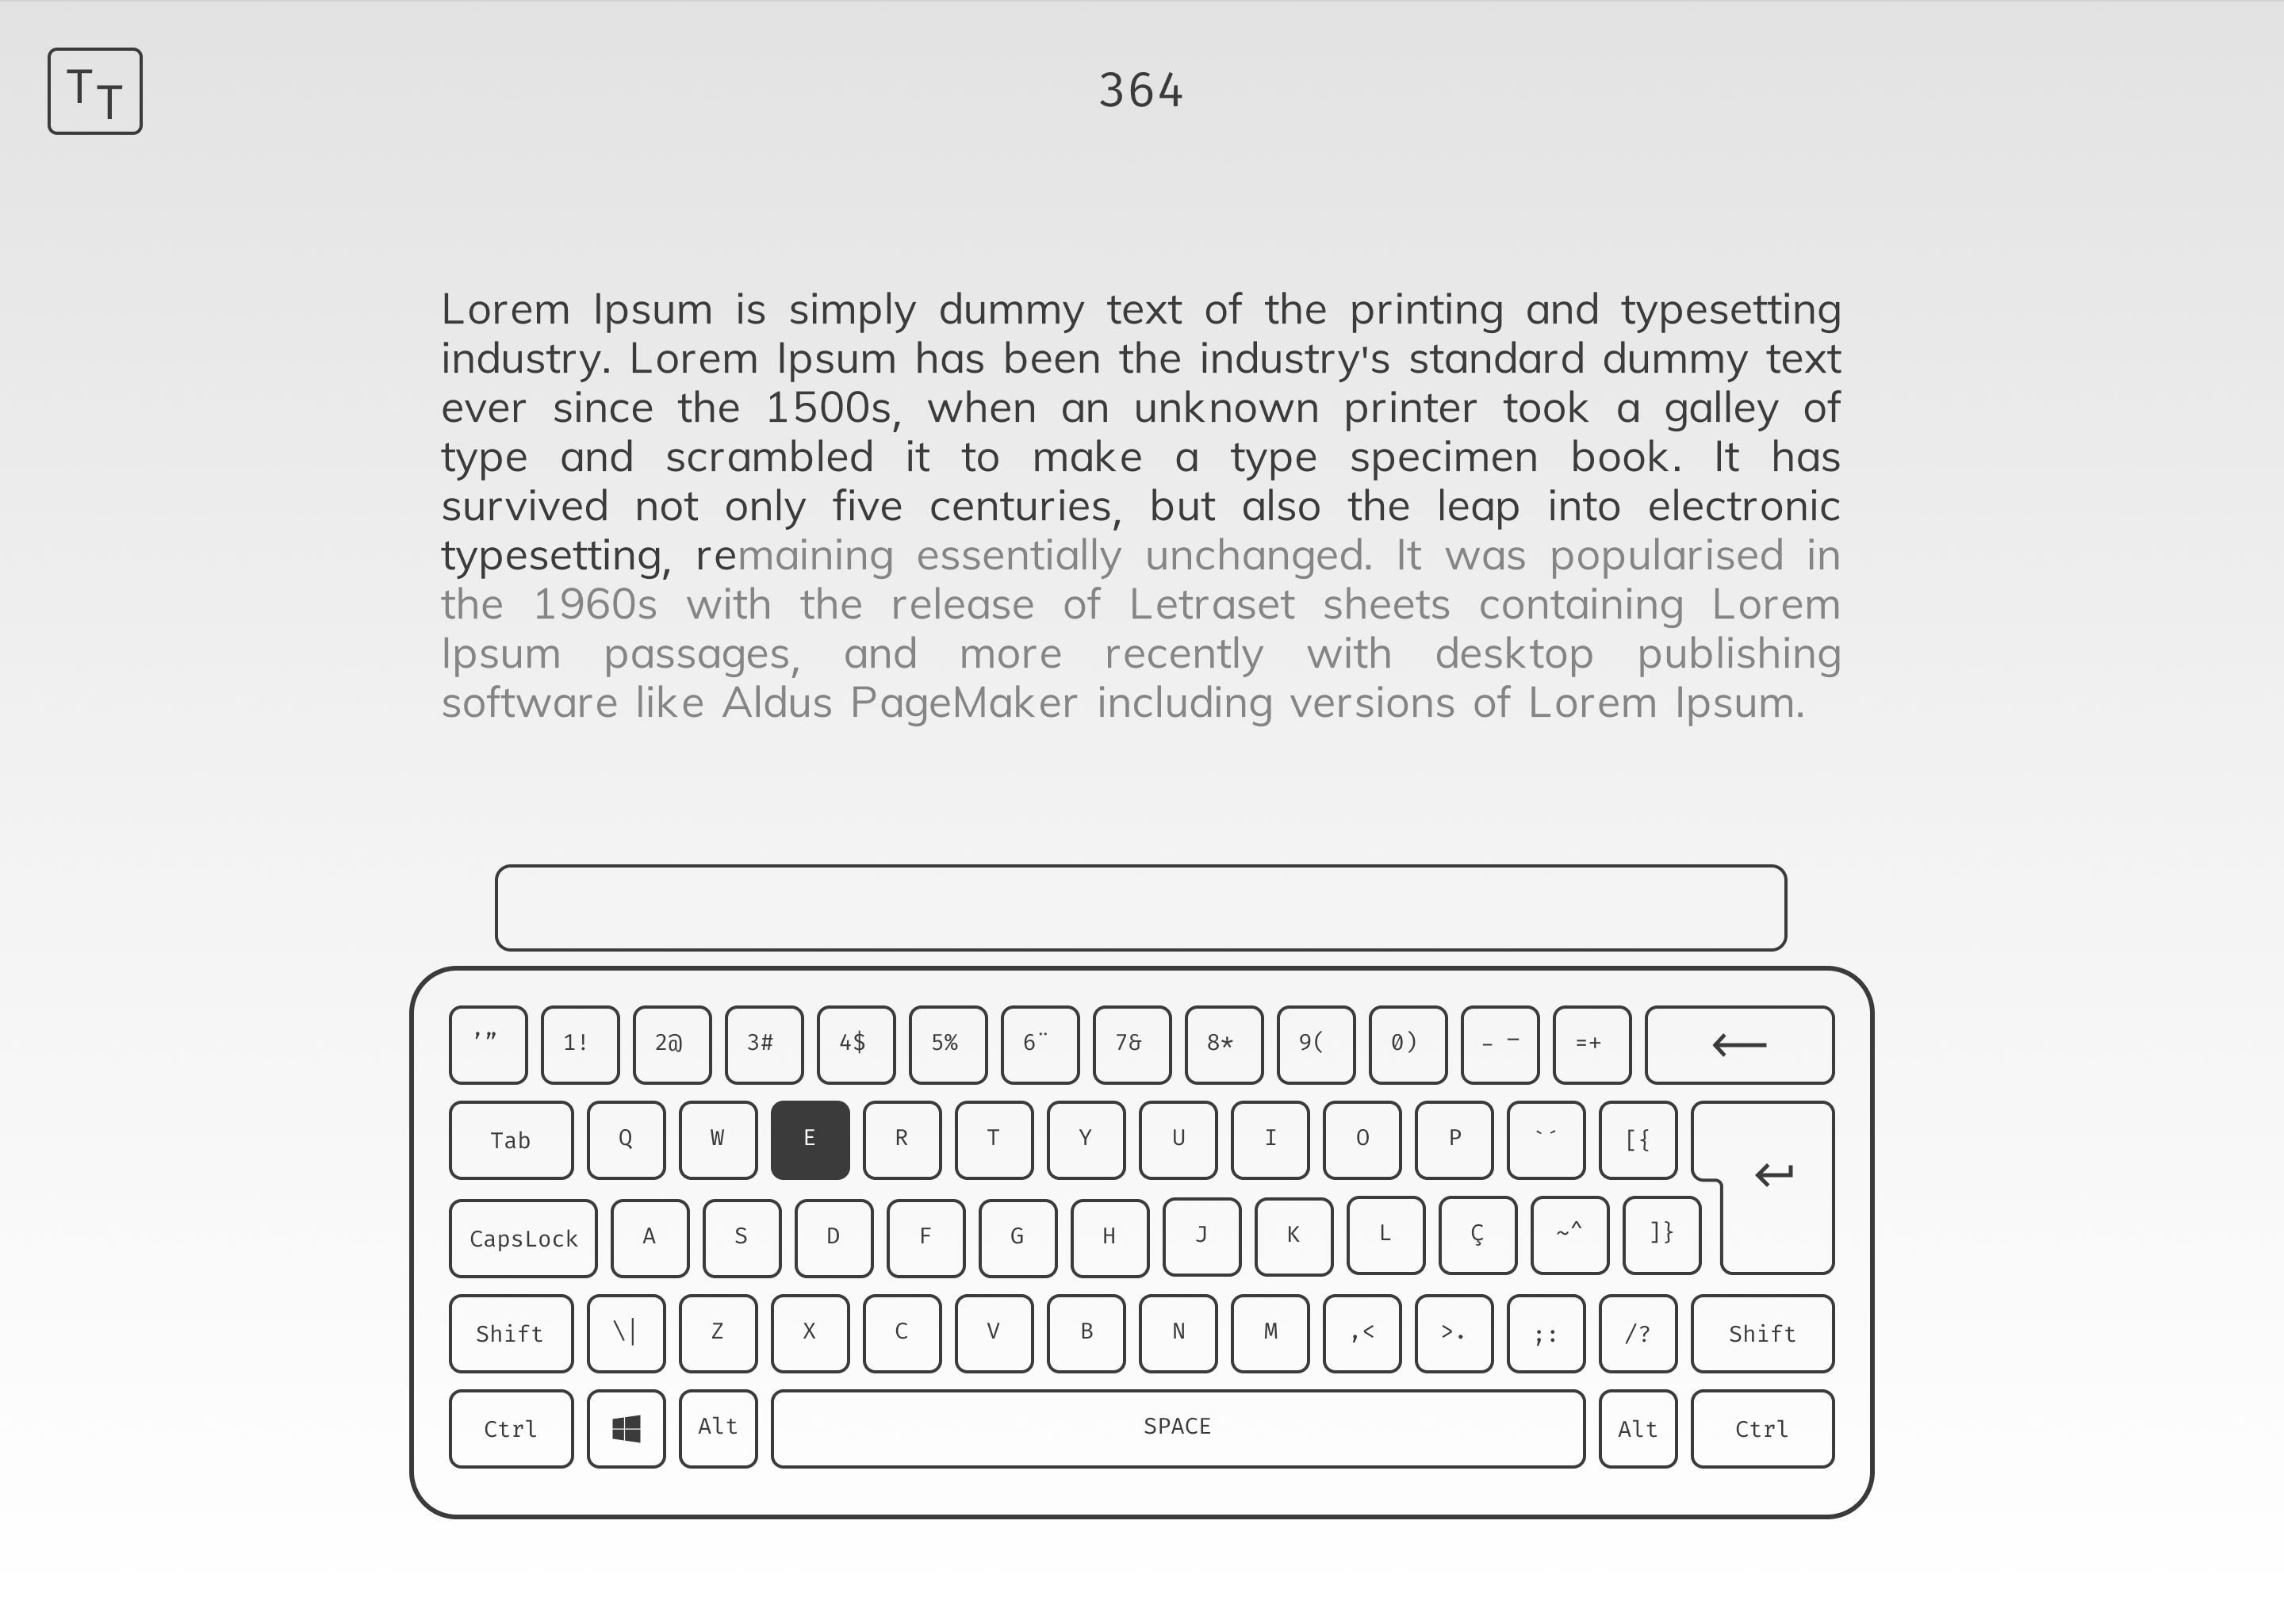 TT
364
Lorem Ipsum is simply dummy text of the printing and typesetting
industry. Lorem Ipsum has been the industry's standard dummy text
ever since the 1500s, when an unknown printer took a galley of
type and scrambled it to make a type specimen book. It has
survived not only five centuries, but also the leap into electronic
typesetting, remaining essentially unchanged. It was popularised in
the 1960s with the release of Letraset sheets containing Lorem
Ipsum passages, and more recently with desktop publishing
software like Aldus PageMaker including versions of Lorem Ipsum.
’” 1! 2@ 3# 4$ 5% 6¨ 7& 8* 9( 0) - ¯ =+ ←
Tab Q W E R T Y U I O P `´ [{ ↵
CapsLock A S D F G H J K L Ç ~^ ]}
Shift \| Z X C V B N M ,< >. ;: /? Shift
Ctrl Alt SPACE Alt Ctrl